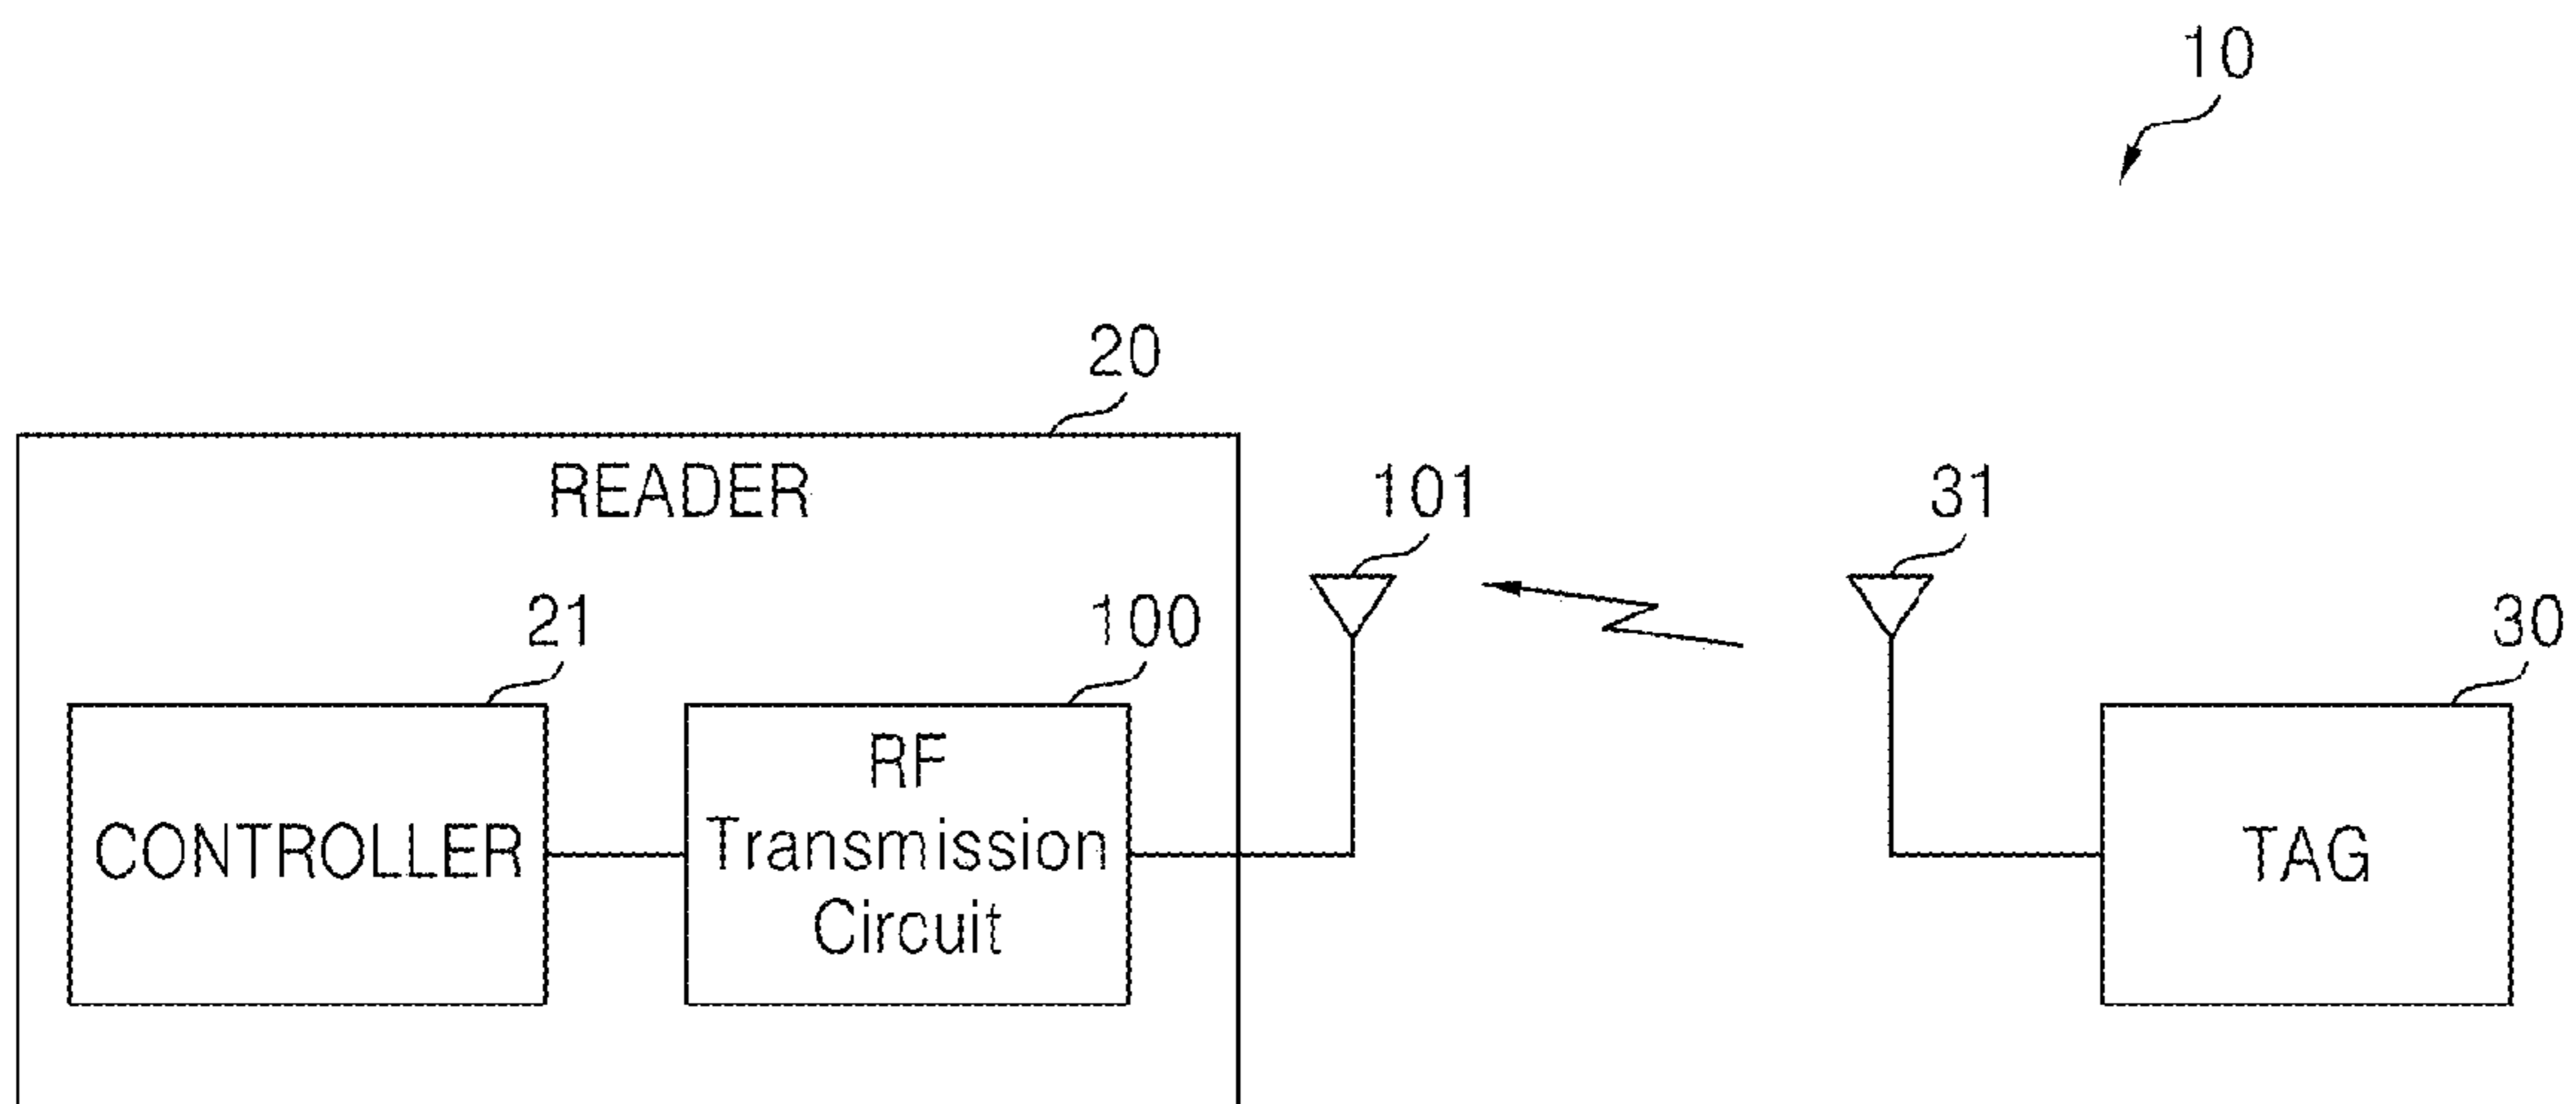 10
20
READER
101
31
21
100
30
CONTROLLER
RF
Transmission
Circuit
TAG